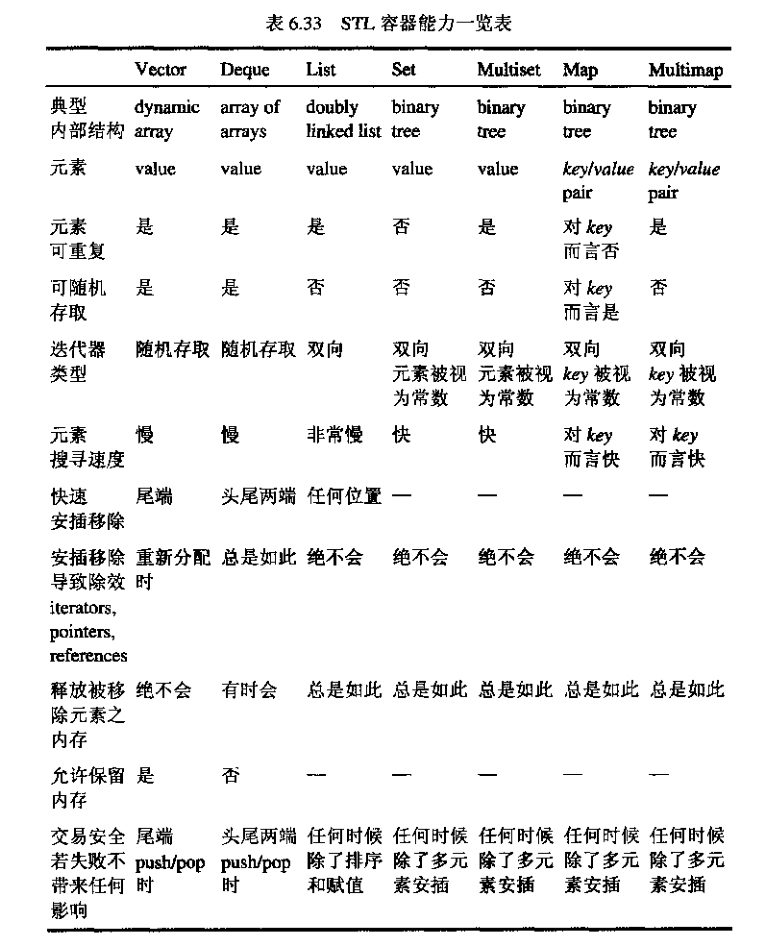 表 6.33 STL 容器能力一览表
Vector Deque List Set Multiset Map Multimap
典型 dynamic array of doubly binary binary binary binary
内部结构 array arrays linked list tree tree tree tree
元素 value value value value value key/value key/value
pair pair
元素 是 是 是 否 是 对 key 是
可重复 而言否
可随机 是 是 否 否 否 对 key 否
存取 而言是
迭代器 随机存取 随机存取 双向 双向 双向 双向 双向
类型 元素被视 元素被视 key 被视 key 被视
为常数 为常数 为常数 为常数
元素 慢 慢 非常慢 快 快 对 key 对 key
搜寻速度 而言快 而言快
快速 尾端 头尾两端 任何位置 — — — —
安插移除
安插移除 重新分配 总是如此 绝不会 绝不会 绝不会 绝不会 绝不会
导致除效 时
iterators,
pointers,
references
释放被移 绝不会 有时会 总是如此 总是如此 总是如此 总是如此 总是如此
除元素之
内存
允许保留 是 否 — — — — —
内存
交易安全 尾端 头尾两端 任何时候 任何时候 任何时候 任何时候 任何时候
若失败不 push/pop push/pop 除了排序 除了多元 除了多元 除了多元 除了多元
带来任何 时 时 和赋值 素安插 素安插 素安插 素安插
影响